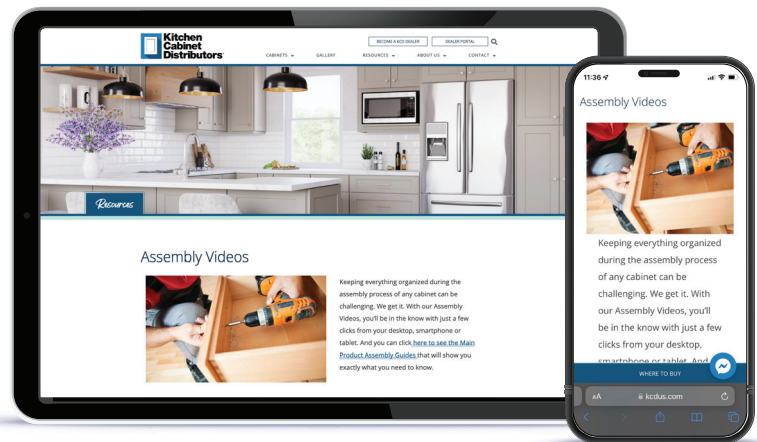 Kitchen
Cabinet
Distributors
BECOME A KCD DEALER
DEALER PORTAL
CABINETS
GALLERY
RESOURCES
ABOUT US
CONTACT
Resources
Assembly Videos
Keeping everything organized during the
assembly process of any cabinet can be
challenging. We get it. With our Assembly
Videos, you'll be in the know with just a few
clicks from your desktop, smartphone or
tablet. And you can click here to see the Main
Product Assembly Guides that will show you
exactly what you need to know.
11:36
Assembly Videos
Keeping everything organized
during the assembly process
of any cabinet can be
challenging. We get it. With
our Assembly Videos, you'll
be in the know with just a few
clicks from your desktop,
smartphone or tablet. And
WHERE TO BUY
AA
kcdus.com